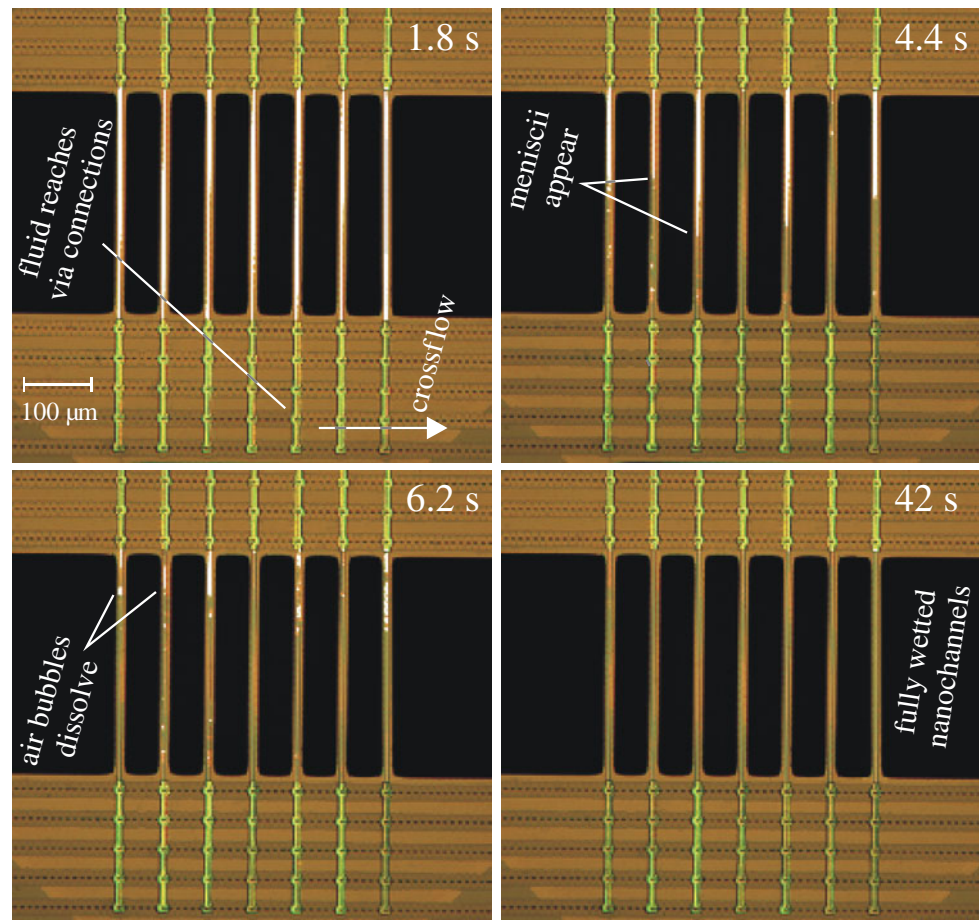 1.8 s
fluid reaches
via connections
crossflow
100 μm
4.4 s
meniscii
appear
6.2 s
air bubbles
dissolve
42 s
fully wetted
nanochannels